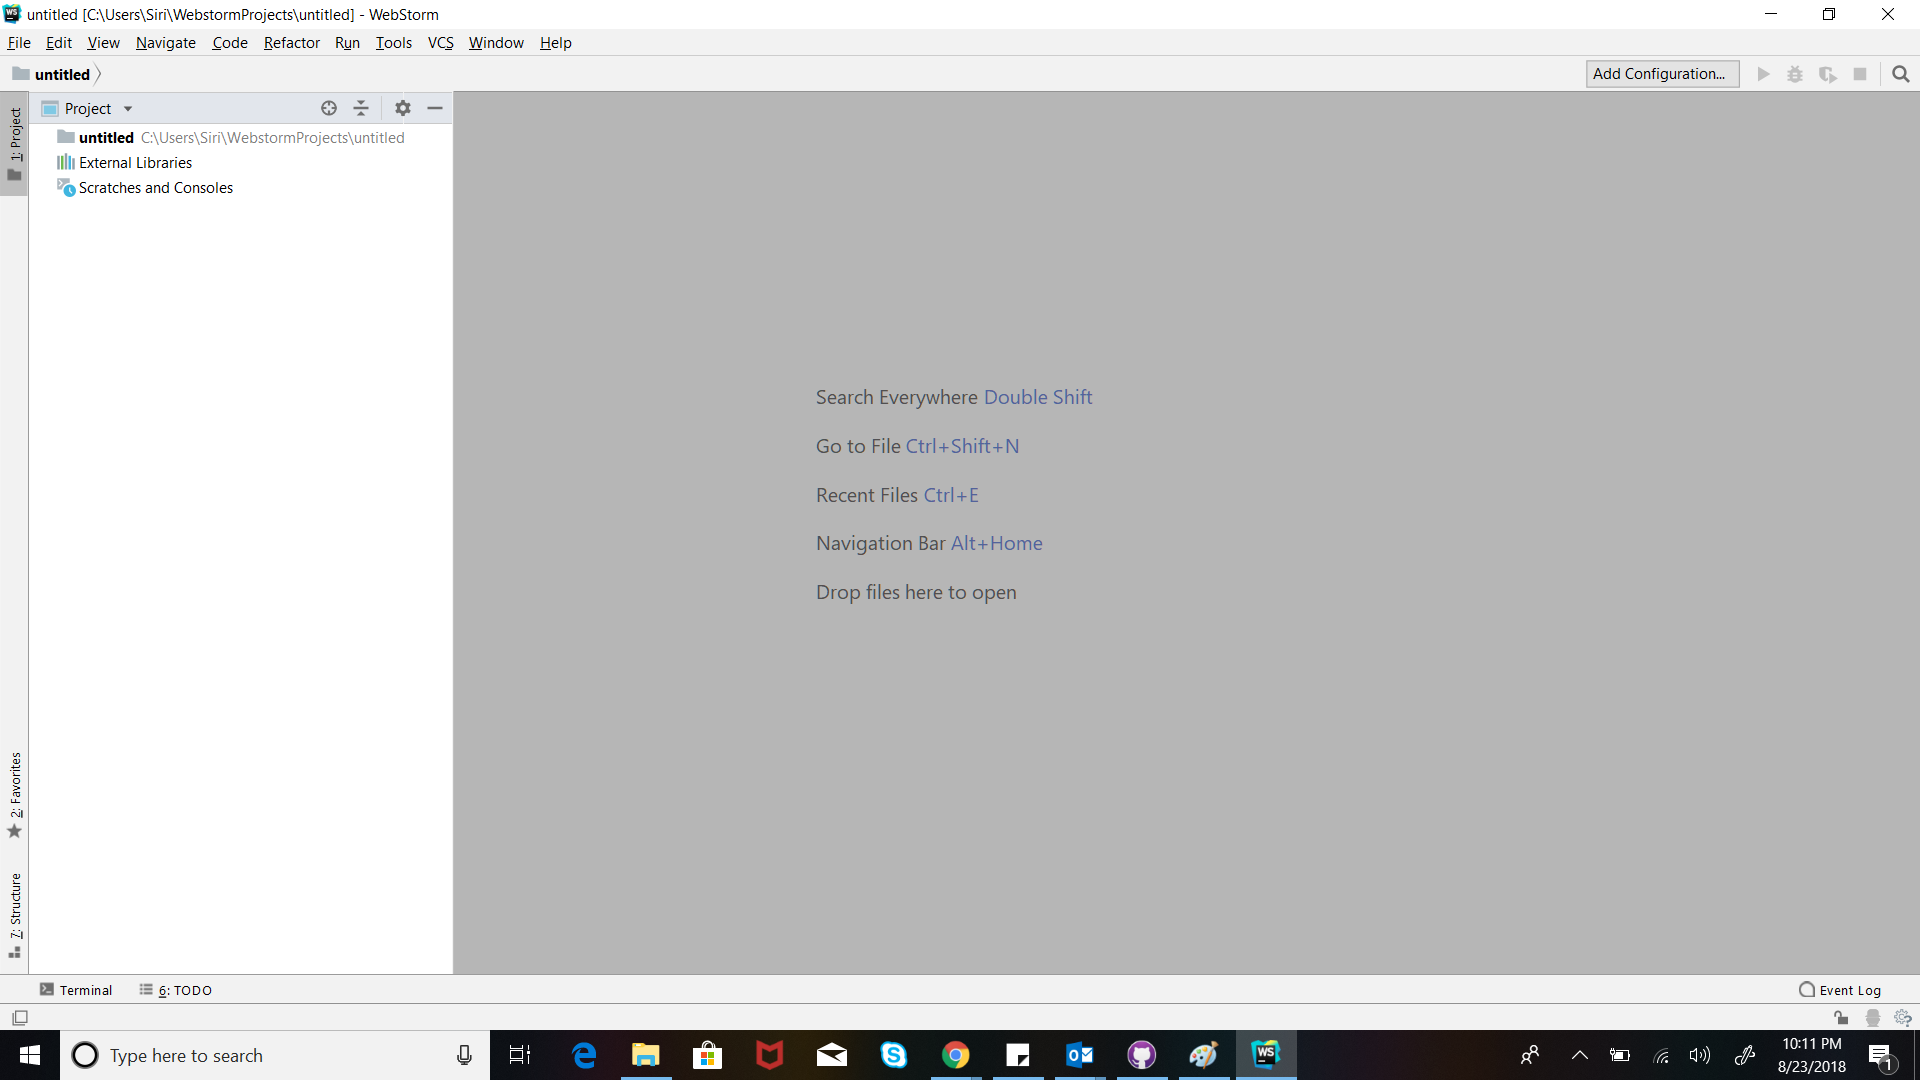 untitled [C:\Users\Siri\WebstormProjects\untitled] - WebStorm
File Edit View Navigate Code Refactor Run Tools VCS Window Help
untitled
Add Configuration...
1: Project
Project
untitled C:\Users\Siri\WebstormProjects\untitled
External Libraries
Scratches and Consoles
Search Everywhere Double Shift
Go to File Ctrl+Shift+N
Recent Files Ctrl+E
Navigation Bar Alt+Home
Drop files here to open
2: Favorites
7: Structure
Terminal
6: TODO
Event Log
Type here to search
WS
10:11 PM
8/23/2018
1